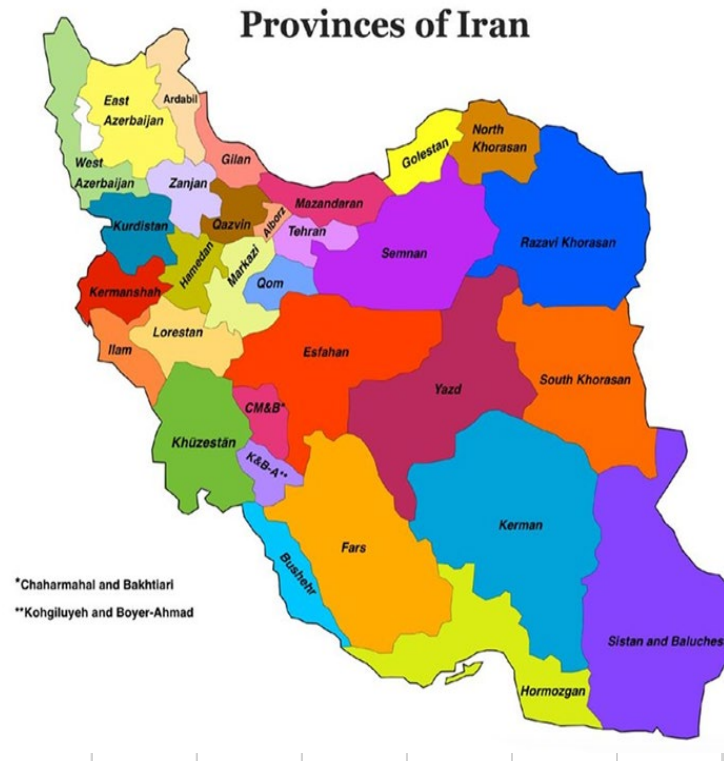 Provinces of Iran
East
Azerbaijan
Ardabil
West
Azerbaijan
Gilan
Zanjan
Golestan
North
Khorasan
Kurdistan
Qazvin
Alborz
Mazandaran
Tehran
Semnan
Razavi Khorasan
Hamedan
Markazi
Qom
Kermanshah
Lorestan
Ilam
Esfahan
Yazd
South Khorasan
CM&B*
Khūzestān
K&B-A**
Kerman
Fars
Bushehr
*Chaharmahal and Bakhtiari
**Kohgiluyeh and Boyer-Ahmad
Sistan and Baluches
Hormozgan